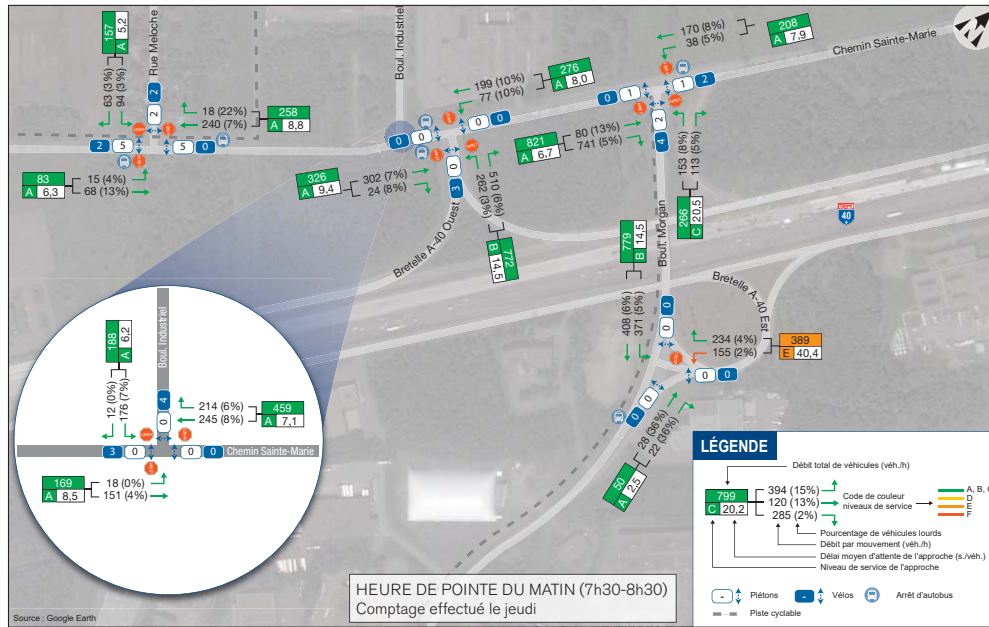 157
A 5,2
63 (3%)
94 (3%)
Rue Meloche
2
2
18 (22%)
240 (7%)
258
A 8,8
2 5
5 0
83
A 6,3
15 (4%)
68 (13%)
Boul. Industriel
199 (10%)
77 (10%)
276
A 8,0
0 0
0 0
326
A 9,4
302 (7%)
24 (8%)
0
3
510 (6%)
262 (3%)
772
B 14,5
Bretelle A-40 Ouest
170 (8%)
38 (5%)
208
A 7,9
Chemin Sainte-Marie
0 1
1 2
821
A 6,7
80 (13%)
741 (5%)
2
4
153 (8%)
113 (5%)
266
C 20,5
Boul. Morgan
40
779
B 14,5
408 (6%)
371 (5%)
0
0
Bretelle A-40 Est
234 (4%)
155 (2%)
389
E 40,4
0 0
0 0
28 (36%)
22 (36%)
50
A 2,5
188
A 6,2
12 (0%)
176 (7%)
Boul. Industriel
4
0
214 (6%)
245 (8%)
459
A 7,1
3 0
0 0
Chemin Sainte-Marie
169
A 8,5
18 (0%)
151 (4%)
HEURE DE POINTE DU MATIN (7h30-8h30)
Comptage effectué le jeudi
Source : Google Earth
LÉGENDE
Débit total de véhicules (véh./h)
799
C 20,2
394 (15%)
120 (13%)
285 (2%)
Code de couleur
niveaux de service
A, B, C
D
E
F
Pourcentage de véhicules lourds
Débit par mouvement (véh./h)
Délai moyen d'attente de l'approche (s./véh.)
Niveau de service de l'approche
- Piétons
- Vélos
Arrêt d'autobus
Piste cyclable